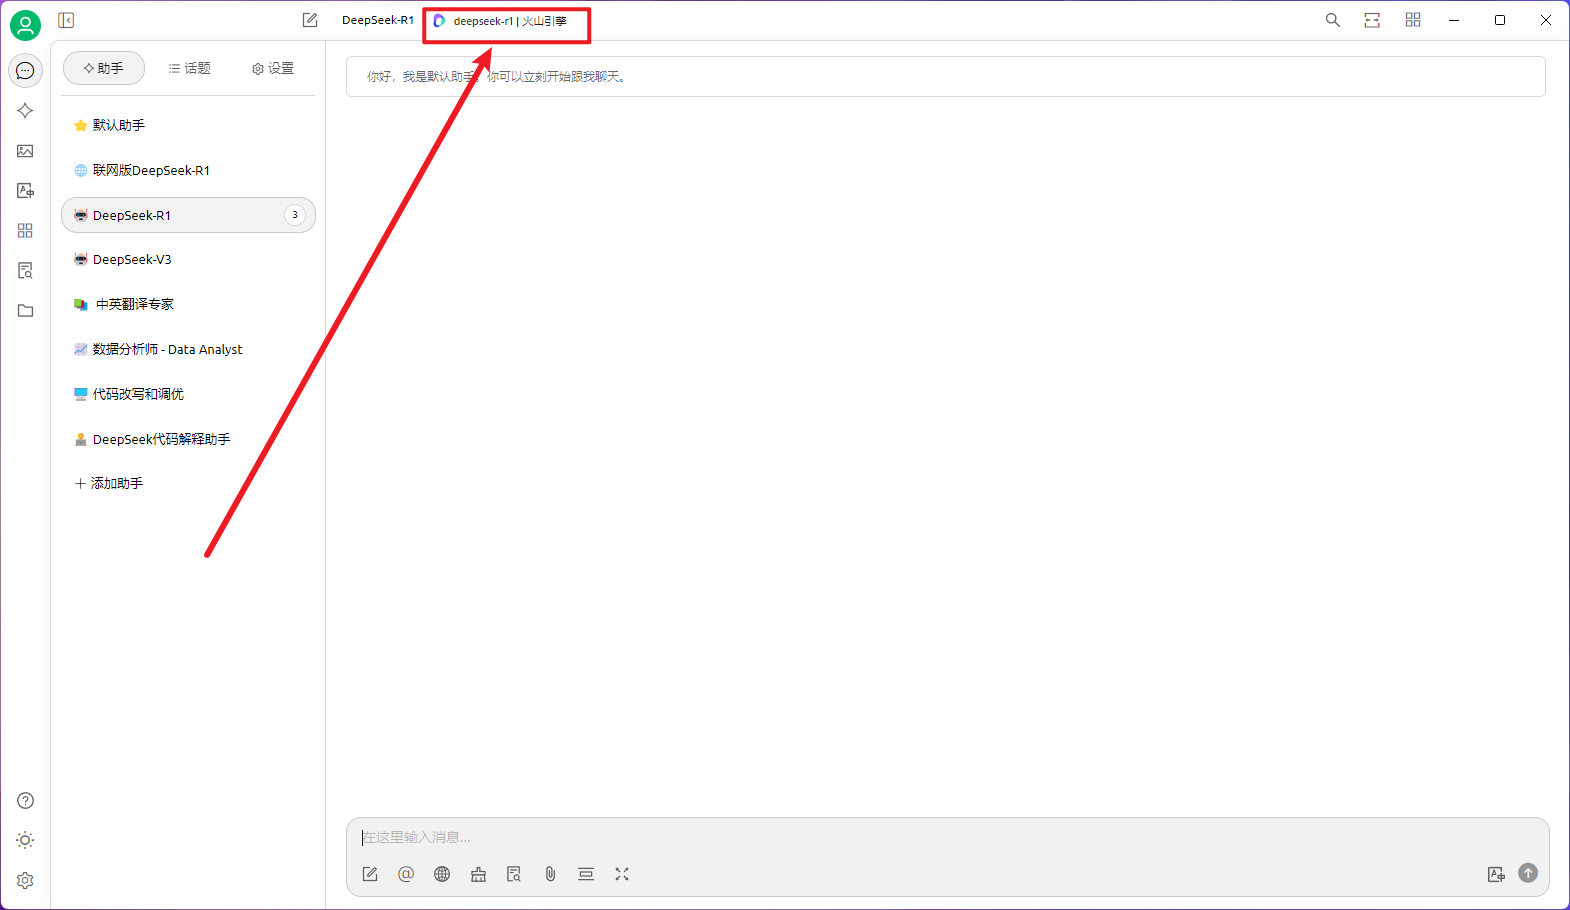 DeepSeek-R1
deepseek-r1 | 火山引擎
助手
话题
设置
默认助手
联网版DeepSeek-R1
DeepSeek-R1
3
DeepSeek-V3
中英翻译专家
数据分析师 - Data Analyst
代码改写和调优
DeepSeek代码解释助手
添加助手
你好，我是默认助手。你可以立刻开始跟我聊天。
在这里输入消息...